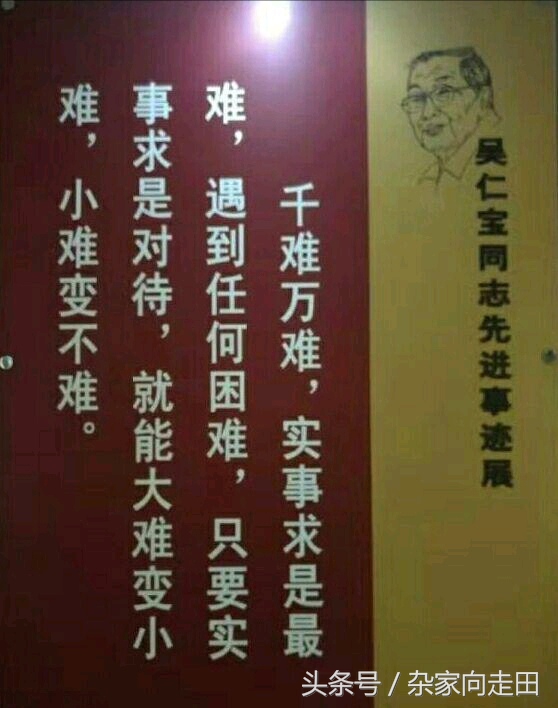 吴仁宝同志先进事迹展
千难万难，实事求是最
难，遇到任何困难，只要实
事求是对待，就能大难变小
难，小难变不难。
头条号／杂家向走田